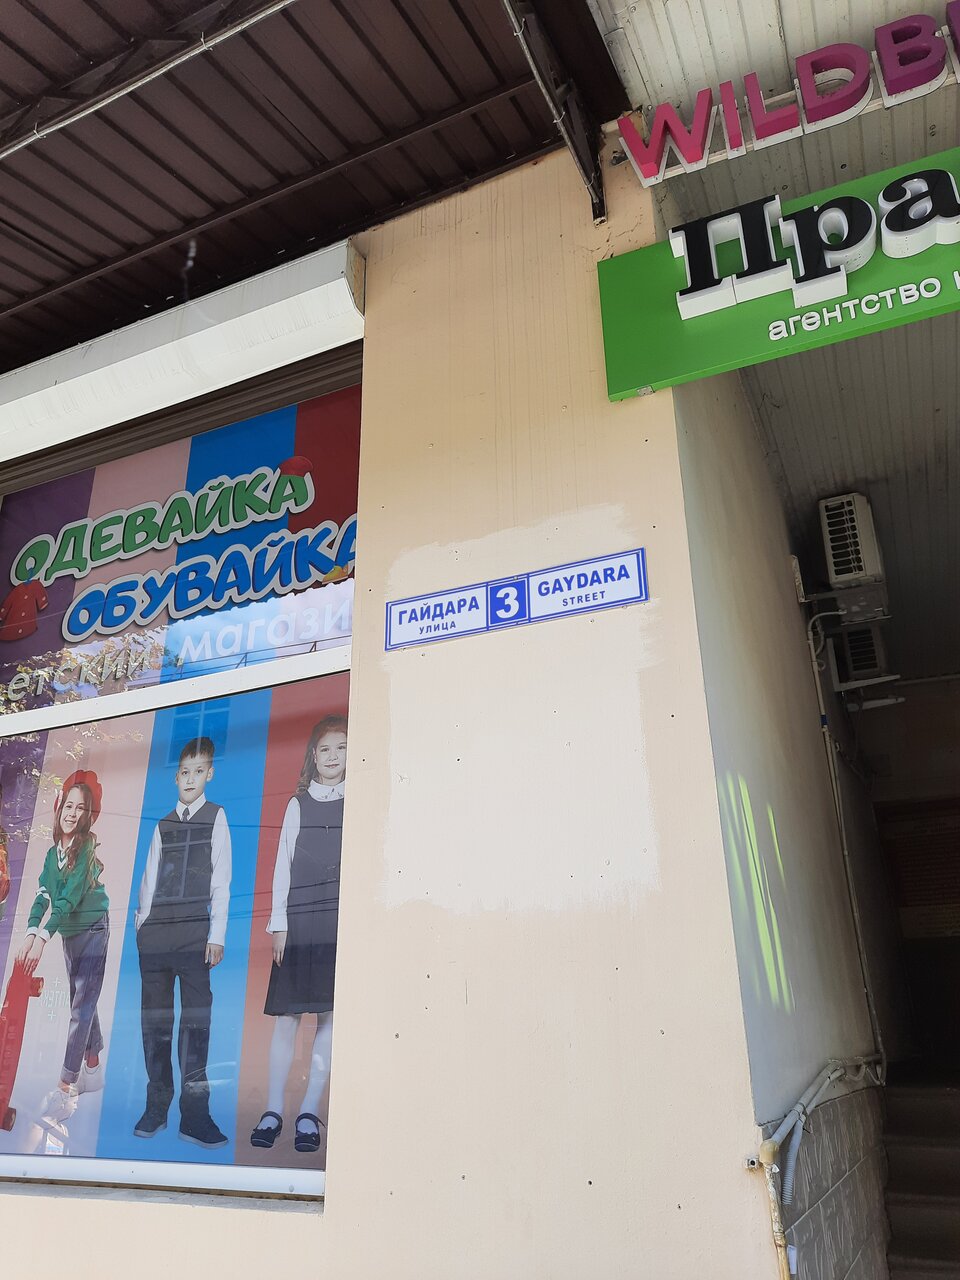 WILDB
Пра
агентство
ОДЕВАЙКА
ОБУВАЙКА
етский магази
ГАЙДАРА
УЛИЦА
3
GAYDARA
STREET